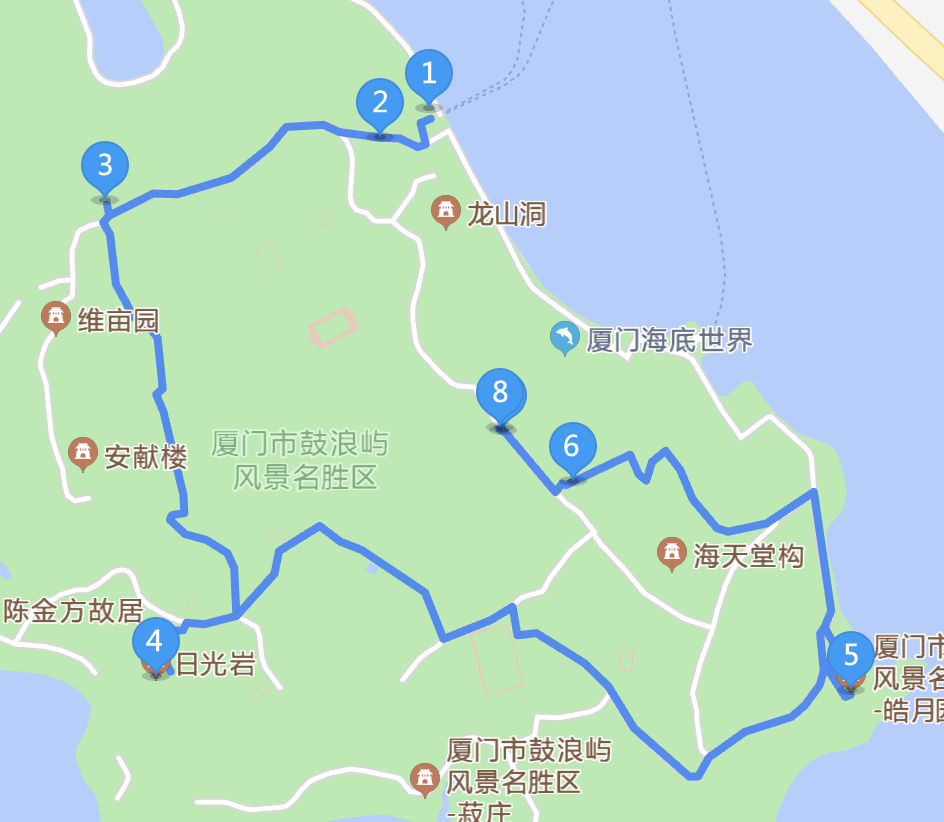 1
2
3
龙山洞
维亩园
厦门海底世界
8
6
厦门市鼓浪屿
风景名胜区
安献楼
海天堂构
陈金方故居
4
日光岩
5
厦门市
风景名
-皓月园
厦门市鼓浪屿
风景名胜区
-菽庄